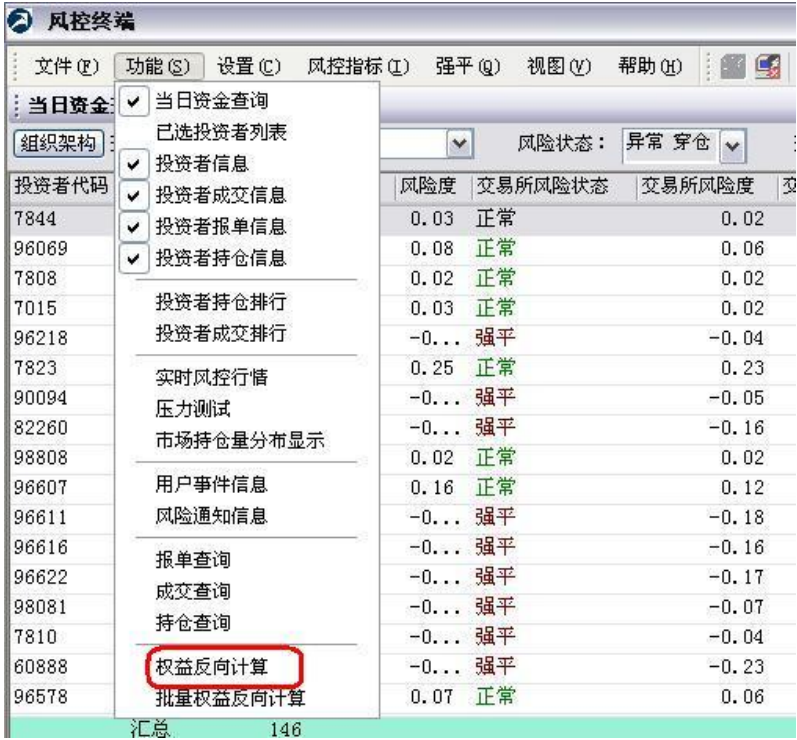 风控终端
文件(F) 功能(S) 设置(C) 风控指标(I) 强平(Q) 视图(V) 帮助(H)
当日资金
组织架构 风险状态： 异常 穿仓
投资者代码 风险度 交易所风险状态 交易所风险度
当日资金查询
已选投资者列表
投资者信息
投资者成交信息
投资者报单信息
投资者持仓信息
投资者持仓排行
投资者成交排行
实时风控行情
压力测试
市场持仓量分布显示
用户事件信息
风险通知信息
报单查询
成交查询
持仓查询
权益反向计算
批量权益反向计算
7844 0.03 正常 0.02
96069 0.08 正常 0.06
7808 0.02 正常 0.02
7015 0.03 正常 0.02
96218 -0... 强平 -0.04
7823 0.25 正常 0.23
90094 -0... 强平 -0.05
82260 -0... 强平 -0.16
98808 0.02 正常 0.02
96607 0.16 正常 0.12
96611 -0... 强平 -0.18
96616 -0... 强平 -0.16
96622 -0... 强平 -0.17
98081 -0... 强平 -0.07
7810 -0... 强平 -0.04
60888 -0... 强平 -0.23
96578 0.07 正常 0.06
汇总 146